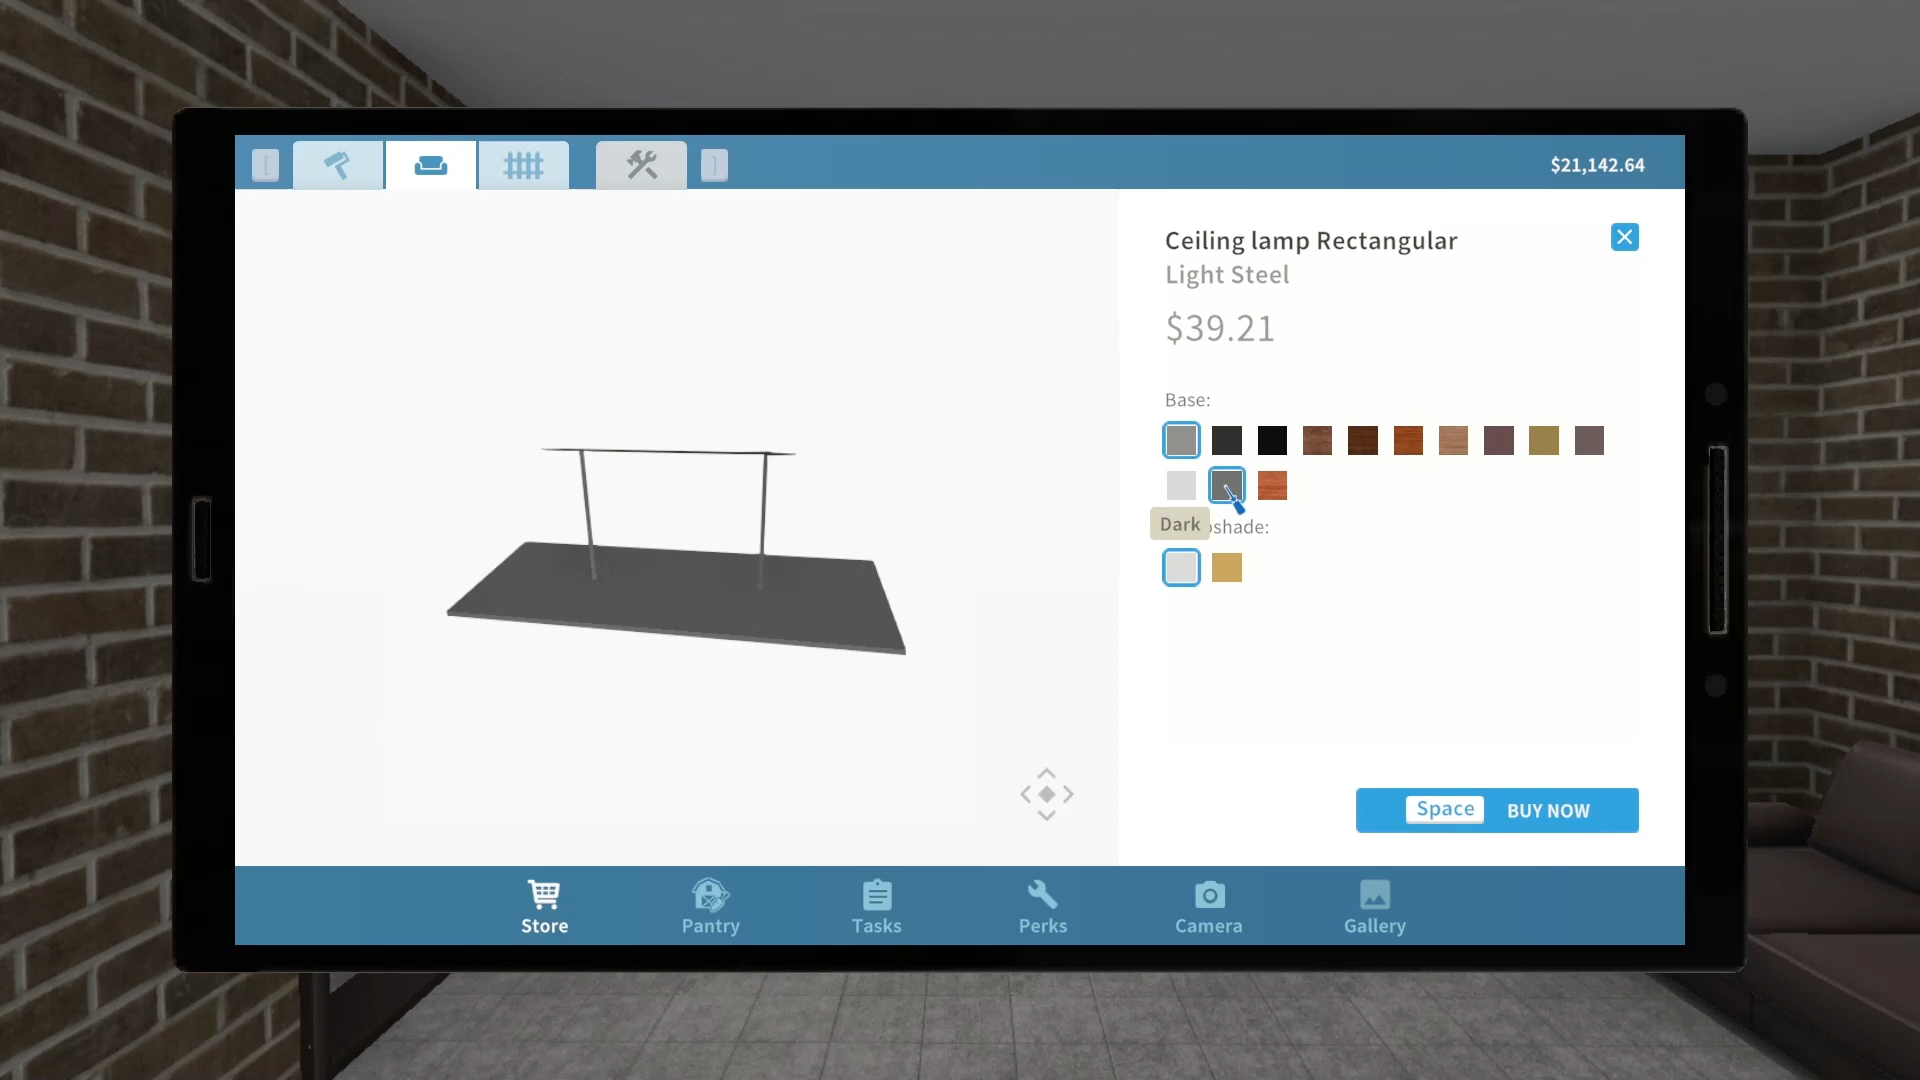 [
]
$21,142.64
Ceiling lamp Rectangular
Light Steel
$39.21
Base:
Dark
shade:
Space BUY NOW
Store
Pantry
Tasks
Perks
Camera
Gallery